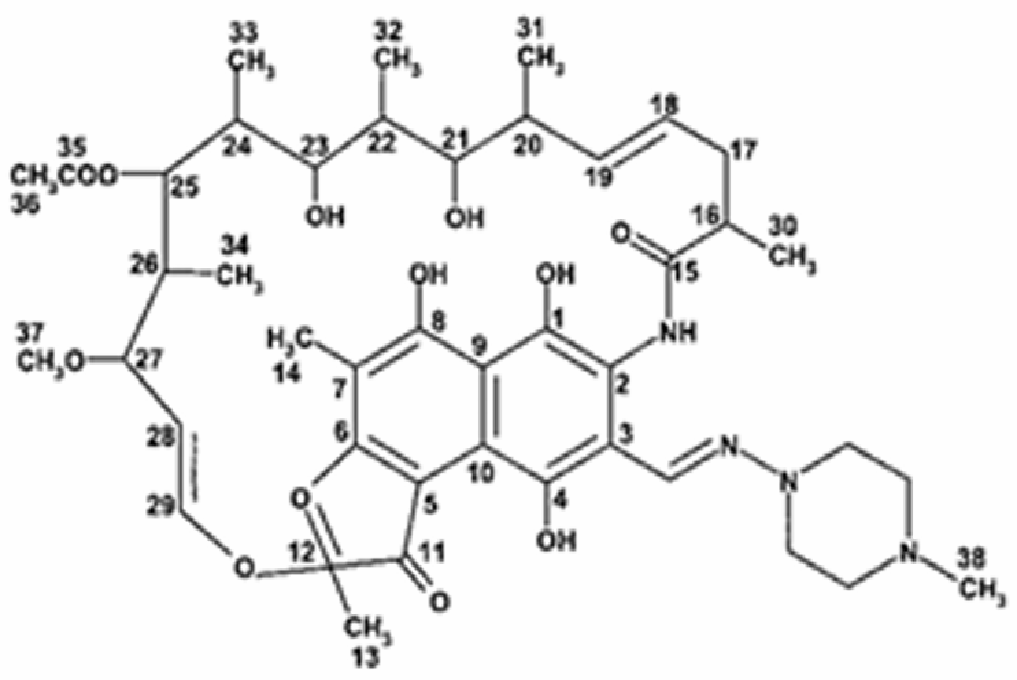 33 32 31
CH3 CH3 CH3
18
35 24 23 22 21 20 19 17
CH3COO 25
36 OH OH 16 30
O CH3
26 34 15
CH3 OH OH
37 8 1 NH
H3C 9
CH3O 27 14 7 2
28 6 3 N
10 N
29 O 5 4
12 11 OH N 38
O O CH3
CH3
13